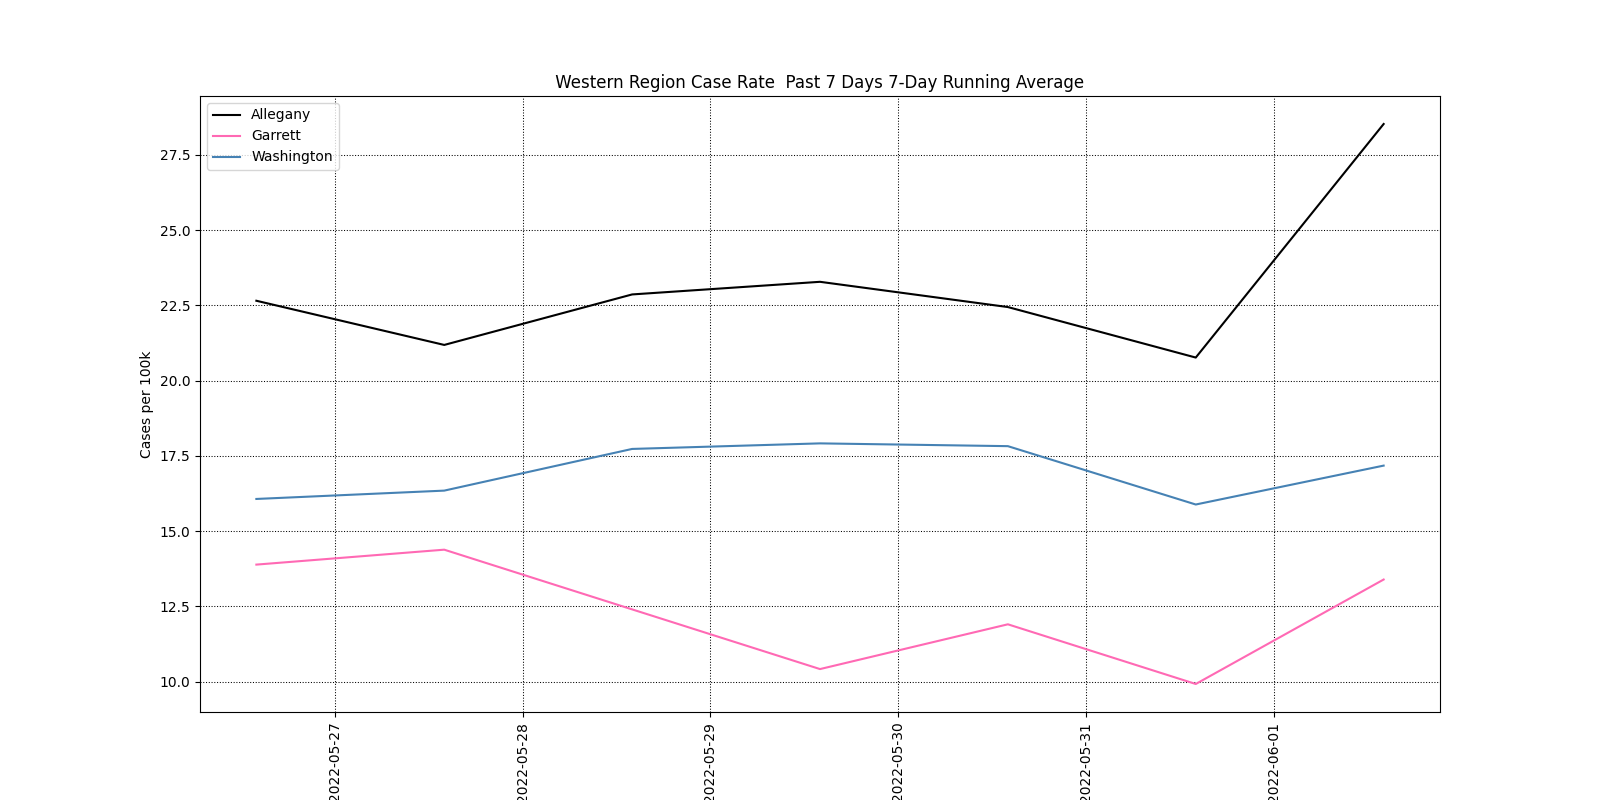 Western Region Case Rate  Past 7 Days 7-Day Running Average
Allegany
Garrett
Washington
Cases per 100k
27.5
25.0
22.5
20.0
17.5
15.0
12.5
10.0
2022-05-27
2022-05-28
2022-05-29
2022-05-30
2022-05-31
2022-06-01